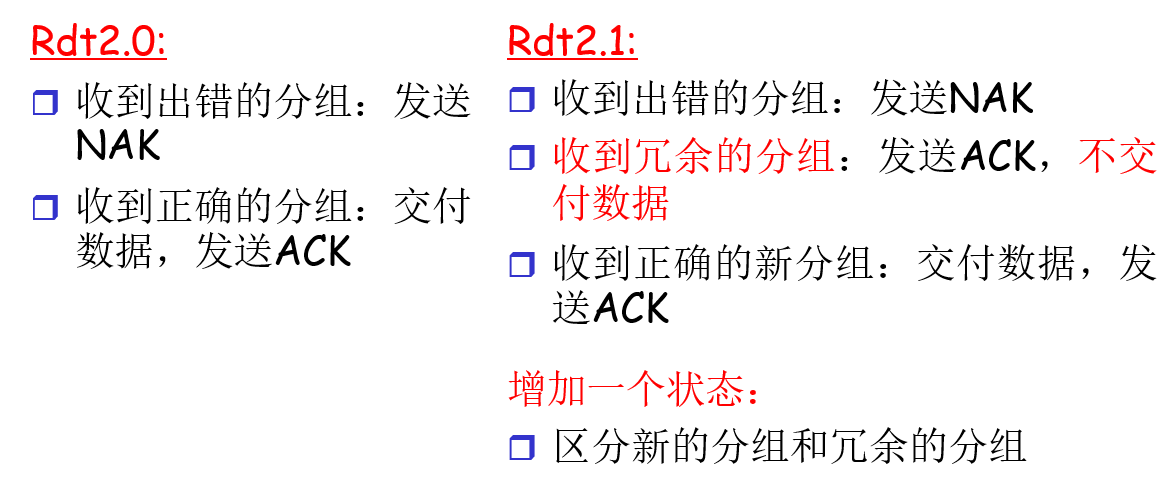 Rdt2.0:
收到出错的分组：发送
NAK
收到正确的分组：交付
数据，发送ACK
Rdt2.1:
收到出错的分组：发送NAK
收到冗余的分组：发送ACK，不交
付数据
收到正确的新分组：交付数据，发
送ACK
增加一个状态：
区分新的分组和冗余的分组